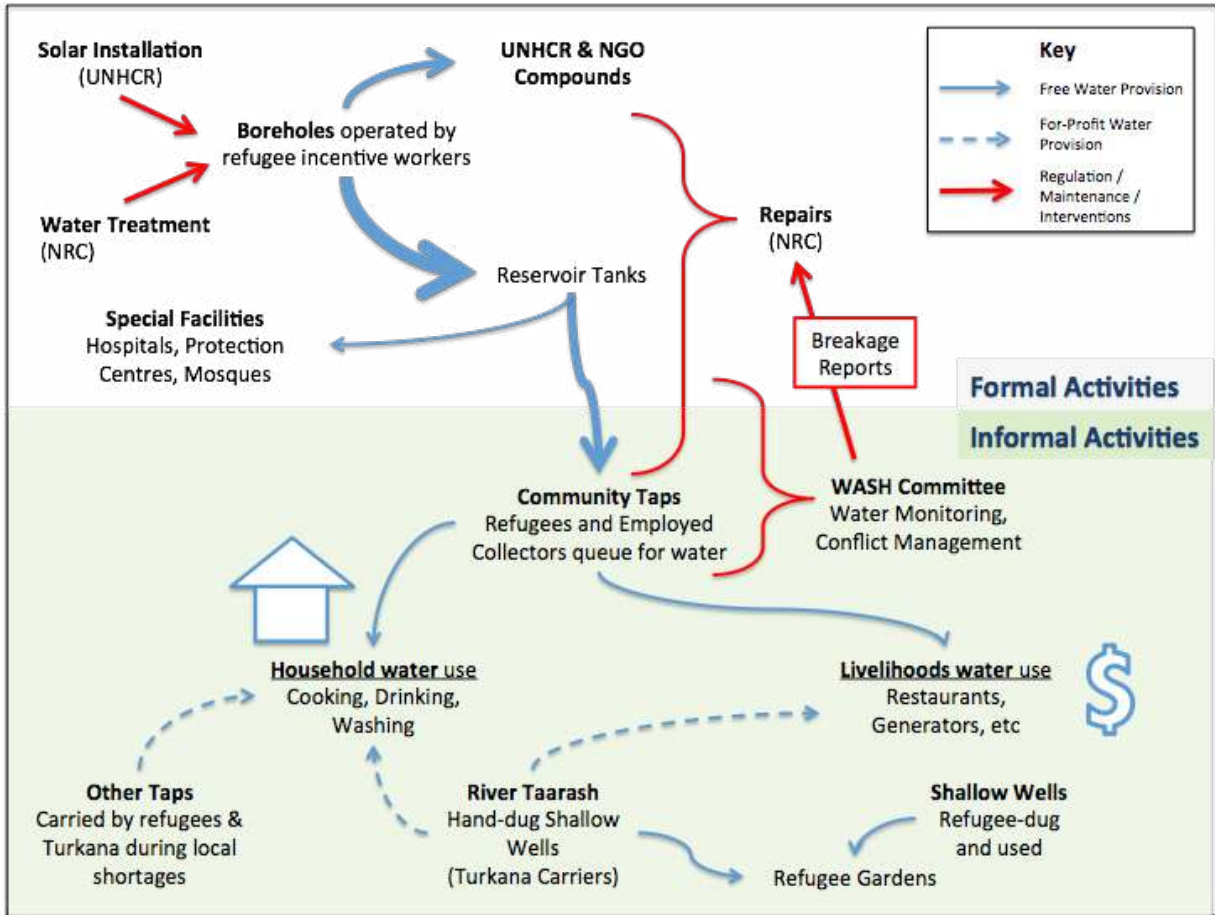 Solar Installation
(UNHCR)
UNHCR & NGO
Compounds
Key
Free Water Provision
For-Profit Water
Provision
Regulation /
Maintenance /
Interventions
Boreholes operated by
refugee incentive workers
Water Treatment
(NRC)
Repairs
(NRC)
Reservoir Tanks
Special Facilities
Hospitals, Protection
Centres, Mosques
Breakage
Reports
Formal Activities
Informal Activities
Community Taps
Refugees and Employed
Collectors queue for water
WASH Committee
Water Monitoring,
Conflict Management
Household water use
Cooking, Drinking,
Washing
Livelihoods water use
Restaurants,
Generators, etc
$
Other Taps
Carried by refugees &
Turkana during local
shortages
River Taarash
Hand-dug Shallow
Wells
(Turkana Carriers)
Shallow Wells
Refugee-dug
and used
Refugee Gardens